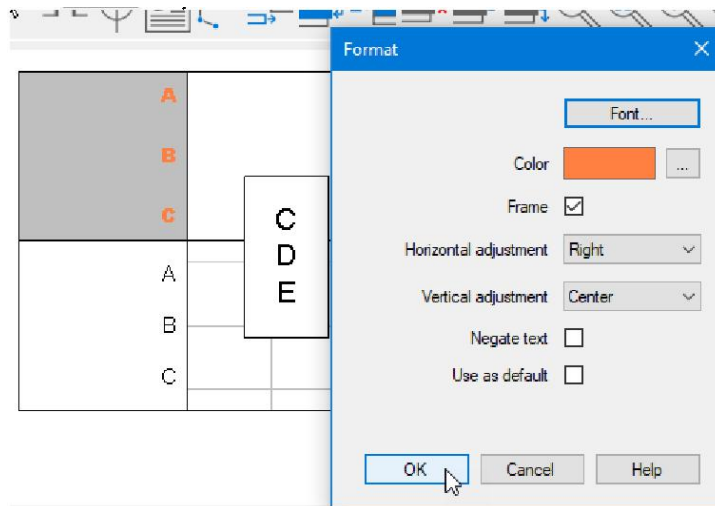 Format
Font...
Color
...
Frame
Horizontal adjustment Right
Vertical adjustment Center
Negate text
Use as default
OK Cancel Help
A
B
C
C
D
E
A
B
C